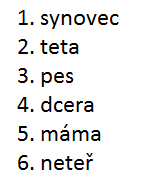 1. synovec
2. teta
3. pes
4. dcera
5. máma
6. neteř